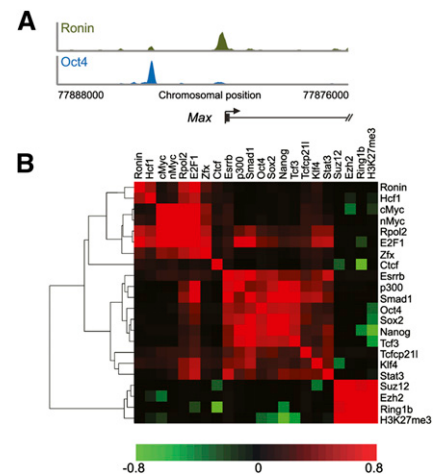 A
Ronin
Oct4
77888000 Chromosomal position 77876000
Max
B
Ronin Hcf1 cMyc nMyc Rpol2 E2F1 Zfx Ctcf Esrrb p300 Smad1 Oct4 Sox2 Nanog Tcf3 Tcfcp21l Klf4 Stat3 Suz12 Ezh2 Ring1b H3K27me3
Ronin
Hcf1
cMyc
nMyc
Rpol2
E2F1
Zfx
Ctcf
Esrrb
p300
Smad1
Oct4
Sox2
Nanog
Tcf3
Tcfcp21l
Klf4
Stat3
Suz12
Ezh2
Ring1b
H3K27me3
-0.8 0 0.8